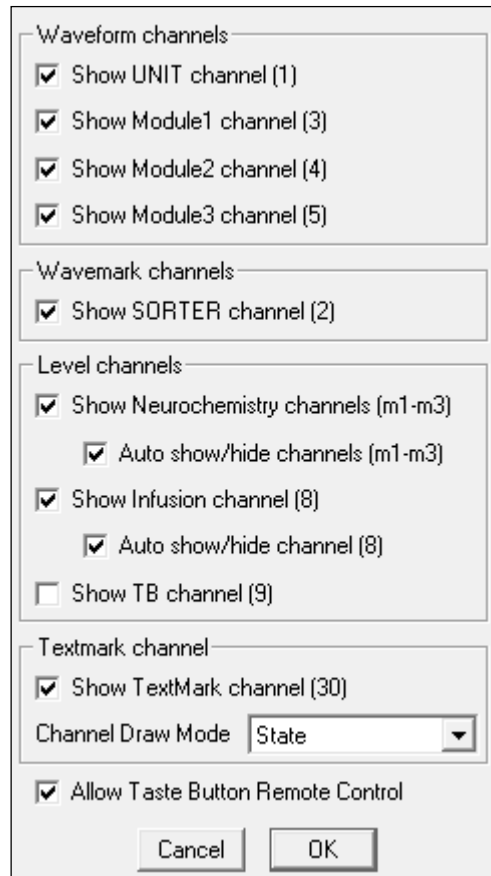 Waveform channels
Show UNIT channel (1)
Show Module1 channel (3)
Show Module2 channel (4)
Show Module3 channel (5)
Wavemark channels
Show SORTER channel (2)
Level channels
Show Neurochemistry channels (m1-m3)
Auto show/hide channels (m1-m3)
Show Infusion channel (8)
Auto show/hide channel (8)
Show TB channel (9)
Textmark channel
Show TextMark channel (30)
Channel Draw Mode State
Allow Taste Button Remote Control
Cancel OK